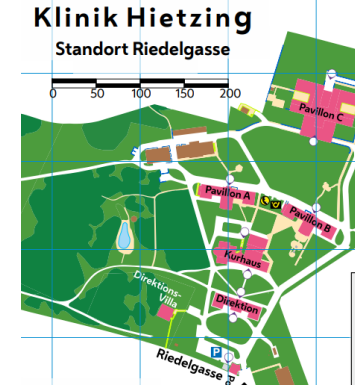 Klinik Hietzing
Standort Riedelgasse
0 50 100 150 200
Pavillon C
Pavillon A
Pavillon B
Kurhaus
Direktions-
Villa
Direktion
P
Riedelgasse